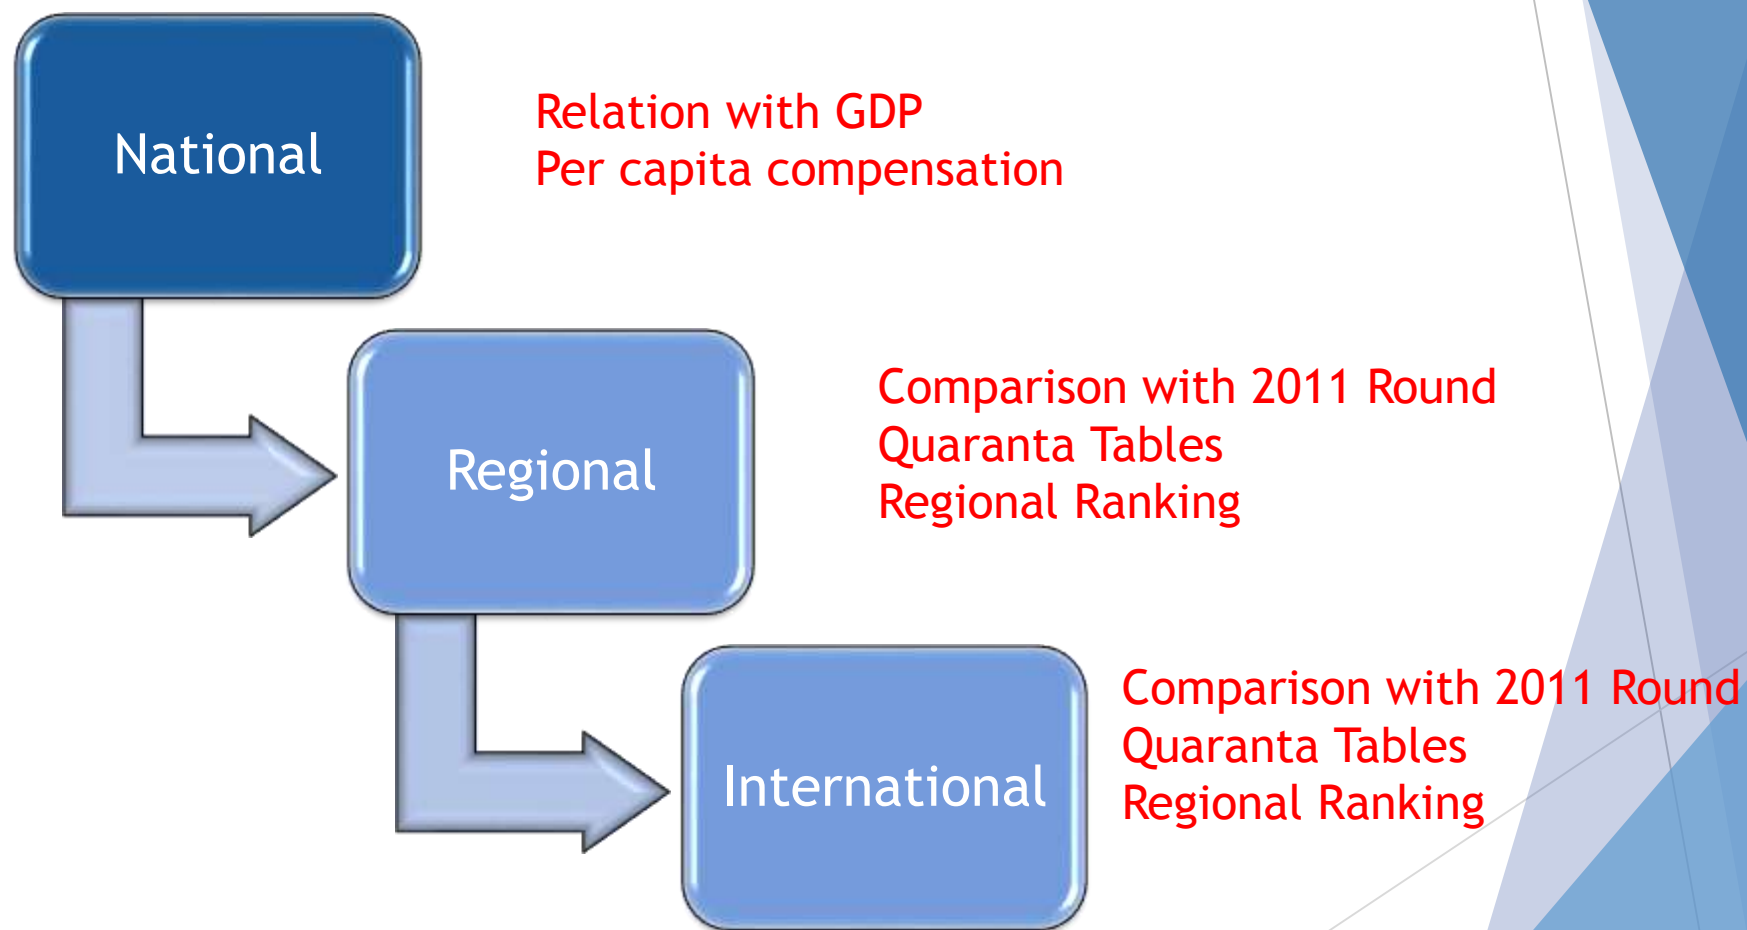 National
Relation with GDP
Per capita compensation
Regional
Comparison with 2011 Round
Quaranta Tables
Regional Ranking
International
Comparison with 2011 Round
Quaranta Tables
Regional Ranking